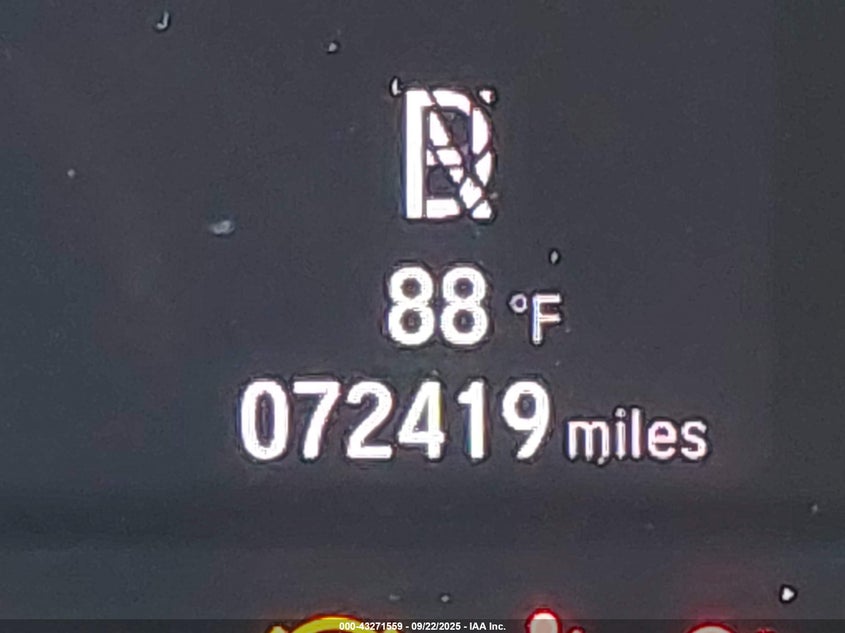 88 °F
072419 miles
000-43271559 - 09/22/2025 - IAA Inc.